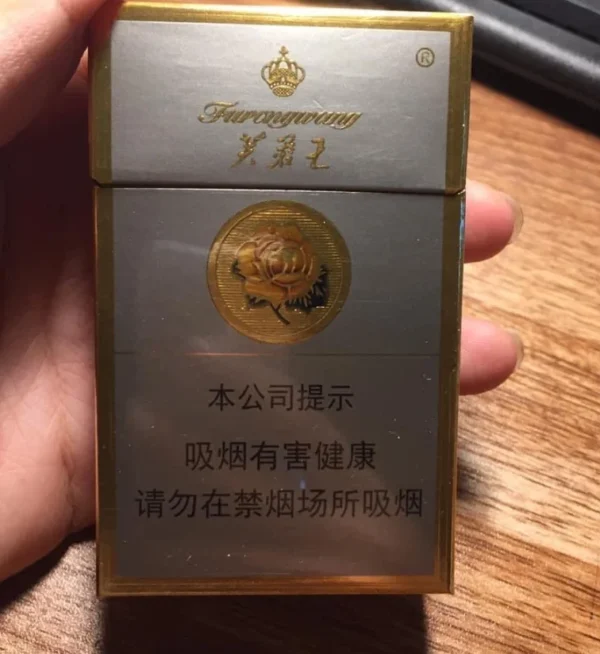 ®
Furongwang
芙蓉王
本公司提示
吸烟有害健康
请勿在禁烟场所吸烟